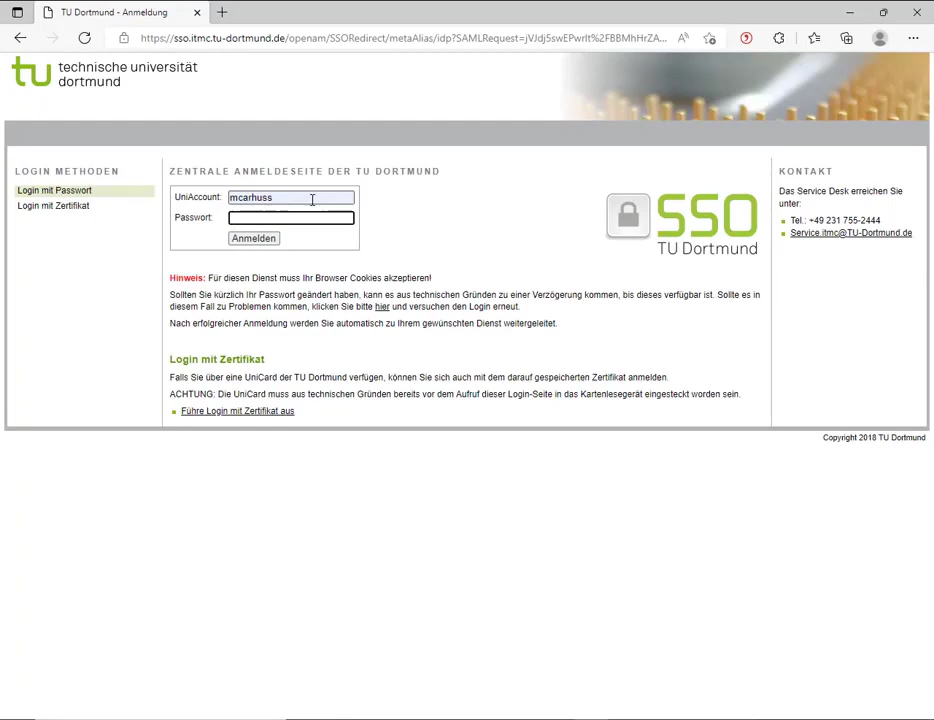 TU Dortmund - Anmeldung
https://sso.itmc.tu-dortmund.de/openam/SSORedirect/metaAlias/idp?SAMLRequest=jVJdj5swEPwrlt%2FBBMhHrZA...
tu technische universität
dortmund
LOGIN METHODEN
Login mit Passwort
Login mit Zertifikat
ZENTRALE ANMELDESEITE DER TU DORTMUND
UniAccount: mcarhuss
Passwort:
Anmelden
SSO
TU Dortmund
Hinweis: Für diesen Dienst muss Ihr Browser Cookies akzeptieren!
Sollten Sie kürzlich Ihr Passwort geändert haben, kann es aus technischen Gründen zu einer Verzögerung kommen, bis dieses verfügbar ist. Sollte es in
diesem Fall zu Problemen kommen, klicken Sie bitte hier und versuchen den Login erneut.
Nach erfolgreicher Anmeldung werden Sie automatisch zu Ihrem gewünschten Dienst weitergeleitet.
Login mit Zertifikat
Falls Sie über eine UniCard der TU Dortmund verfügen, können Sie sich auch mit dem darauf gespeicherten Zertifikat anmelden.
ACHTUNG: Die UniCard muss aus technischen Gründen bereits vor dem Aufruf dieser Login-Seite in das Kartenlesegerät eingesteckt worden sein.
Führe Login mit Zertifikat aus
KONTAKT
Das Service Desk erreichen Sie
unter:
Tel.: +49 231 755-2444
Service.itmc@TU-Dortmund.de
Copyright 2018 TU Dortmund